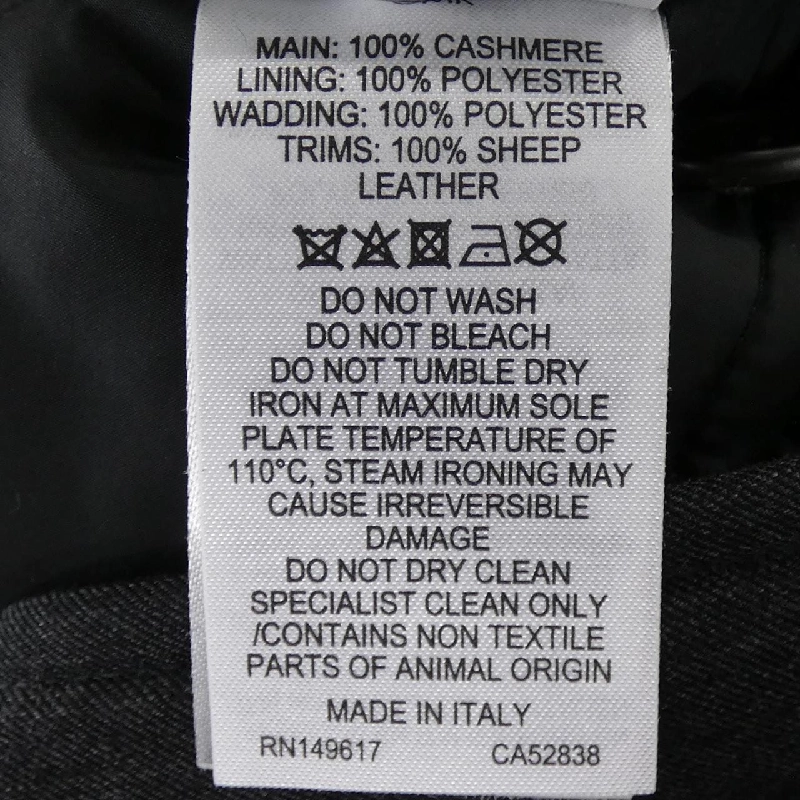 MAIN: 100% CASHMERE
LINING: 100% POLYESTER
WADDING: 100% POLYESTER
TRIMS: 100% SHEEP
LEATHER
DO NOT WASH
DO NOT BLEACH
DO NOT TUMBLE DRY
IRON AT MAXIMUM SOLE
PLATE TEMPERATURE OF
110°C, STEAM IRONING MAY
CAUSE IRREVERSIBLE
DAMAGE
DO NOT DRY CLEAN
SPECIALIST CLEAN ONLY
/CONTAINS NON TEXTILE
PARTS OF ANIMAL ORIGIN
MADE IN ITALY
RN149617 CA52838